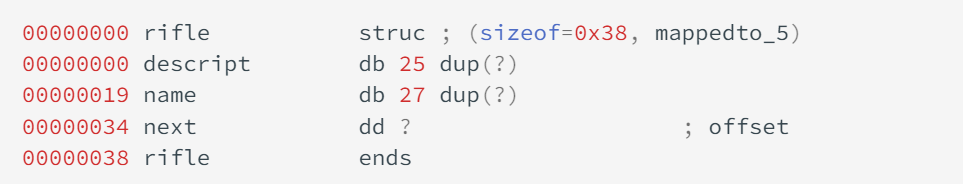 00000000 rifle           struc ; (sizeof=0x38, mappedto_5)
00000000 descript        db 25 dup(?)
00000019 name            db 27 dup(?)
00000034 next            dd ?                    ; offset
00000038 rifle           ends